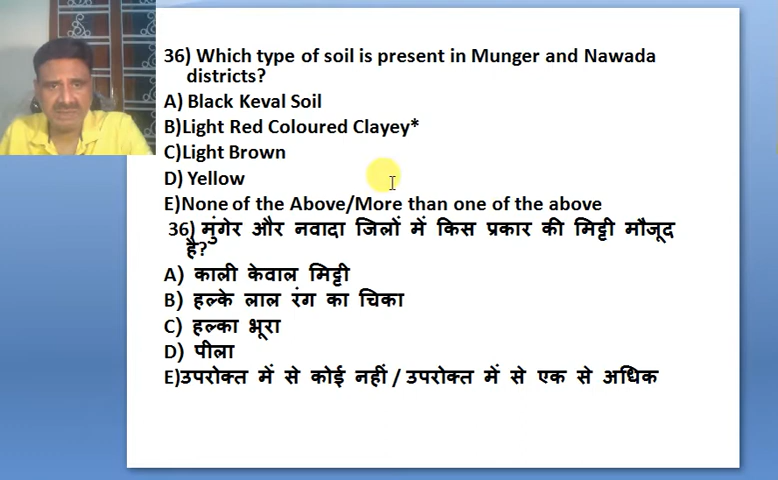 36) Which type of soil is present in Munger and Nawada
districts?
A) Black Keval Soil
B)Light Red Coloured Clayey*
C)Light Brown
D) Yellow
E)None of the Above/More than one of the above
36) मुंगेर और नवादा जिलों में किस प्रकार की मिट्टी मौजूद
है?
A) काली केवाल मिट्टी
B) हल्के लाल रंग का चिका
C) हल्का भूरा
D) पीला
E)उपरोक्त में से कोई नहीं / उपरोक्त में से एक से अधिक